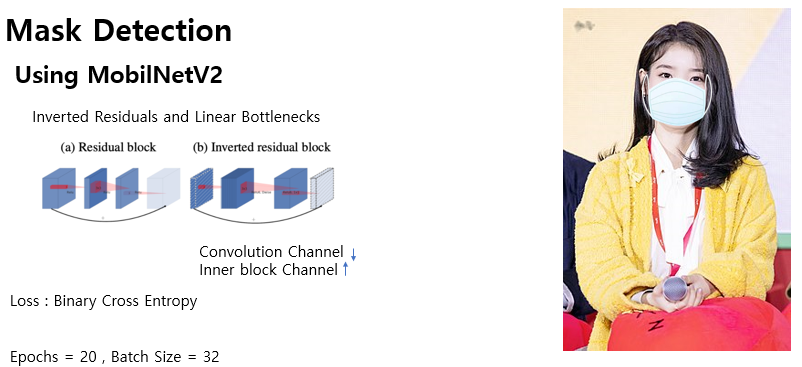 Mask Detection
Using MobilNetV2
Inverted Residuals and Linear Bottlenecks
(a) Residual block
(b) Inverted residual block
Convolution Channel ↓
Inner block Channel ↑
Loss : Binary Cross Entropy
Epochs = 20 , Batch Size = 32